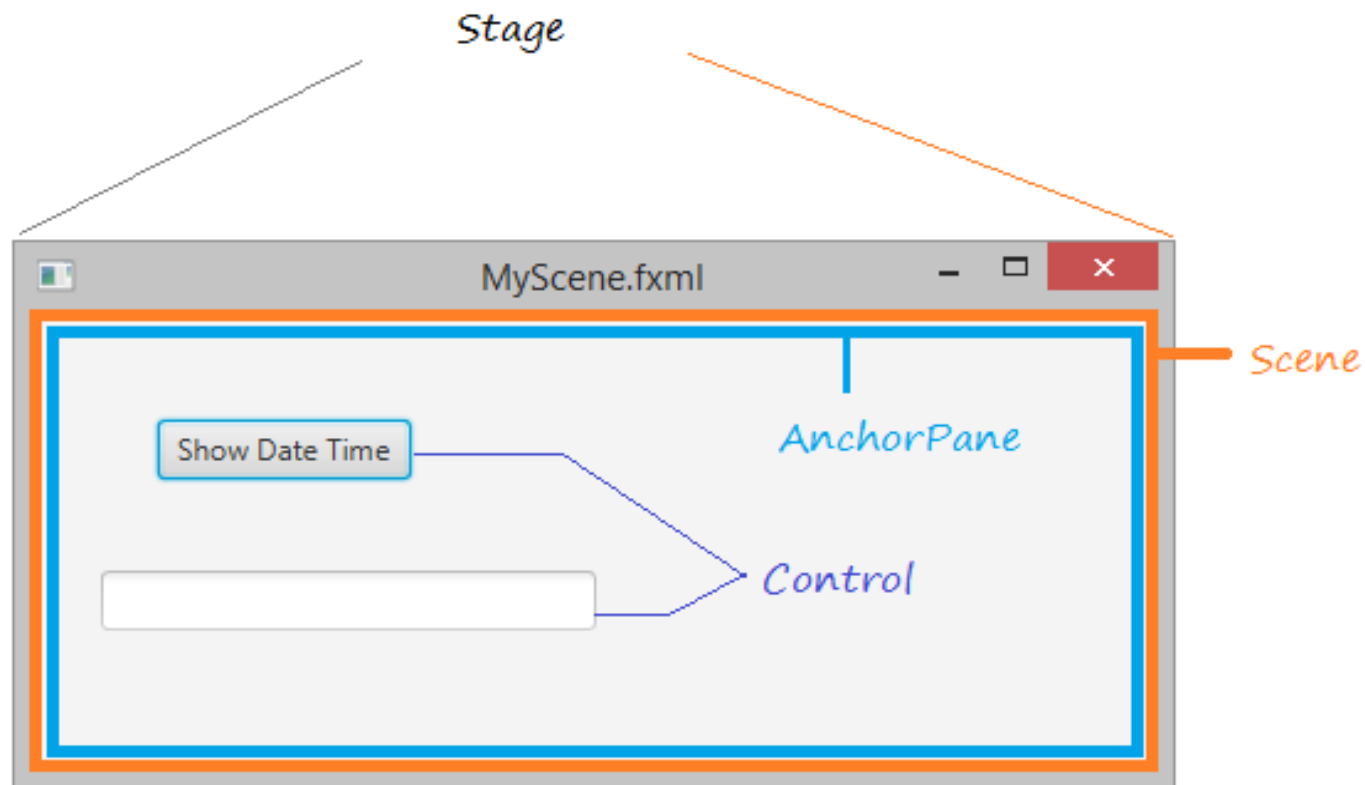 Stage
MyScene.fxml
Scene
AnchorPane
Show Date Time
Control